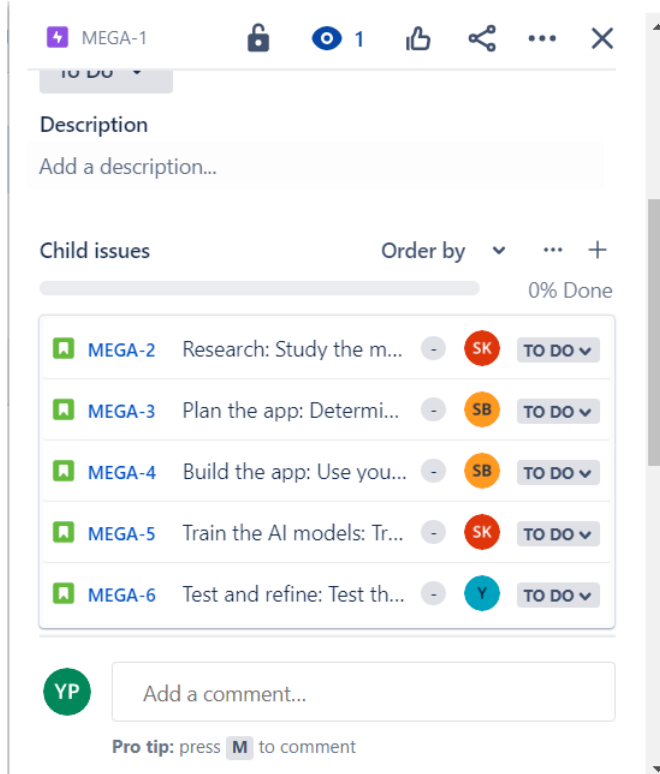 MEGA-1 1
To Do
Description
Add a description...
Child issues Order by
0% Done
MEGA-2 Research: Study the m... - SK TO DO
MEGA-3 Plan the app: Determi... - SB TO DO
MEGA-4 Build the app: Use you... - SB TO DO
MEGA-5 Train the AI models: Tr... - SK TO DO
MEGA-6 Test and refine: Test th... - Y TO DO
YP Add a comment...
Pro tip: press M to comment